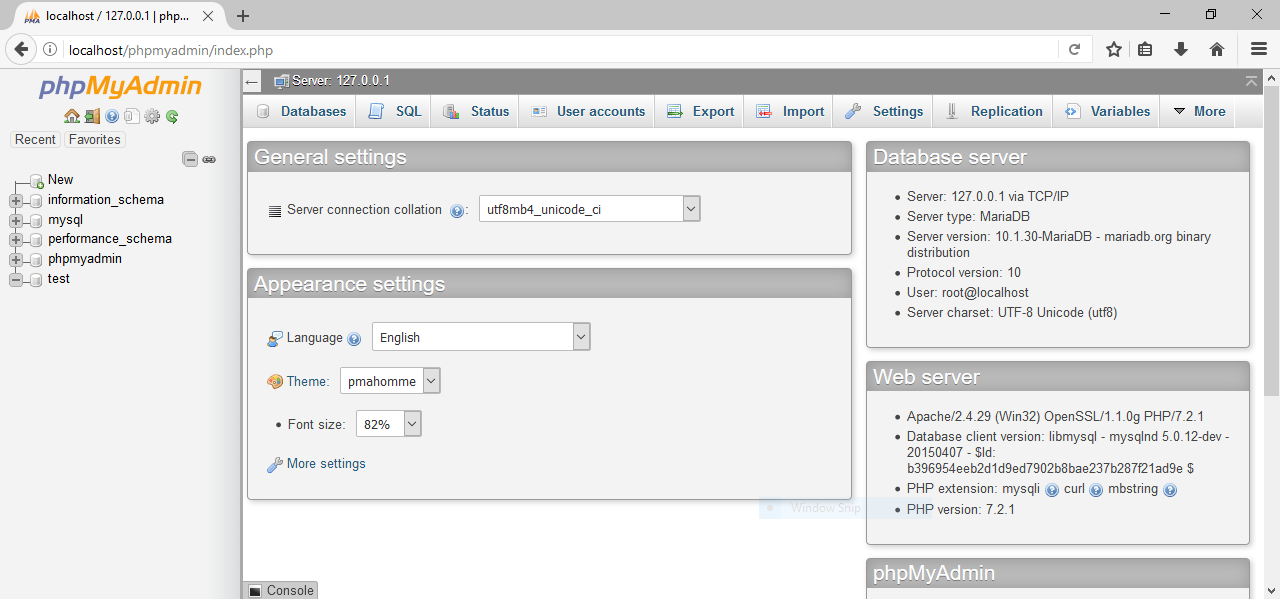 localhost / 127.0.0.1 | php...
localhost/phpmyadmin/index.php
phpMyAdmin
Recent Favorites
New
information_schema
mysql
performance_schema
phpmyadmin
test
Server: 127.0.0.1
Databases SQL Status User accounts Export Import Settings Replication Variables More
General settings
Server connection collation : utf8mb4_unicode_ci
Appearance settings
Language English
Theme: pmahomme
Font size: 82%
More settings
Database server
Server: 127.0.0.1 via TCP/IP
Server type: MariaDB
Server version: 10.1.30-MariaDB - mariadb.org binary
distribution
Protocol version: 10
User: root@localhost
Server charset: UTF-8 Unicode (utf8)
Web server
Apache/2.4.29 (Win32) OpenSSL/1.1.0g PHP/7.2.1
Database client version: libmysql - mysqlnd 5.0.12-dev -
20150407 - $Id:
b396954eeb2d1d9ed7902b8bae237b287f21ad9e $
PHP extension: mysqli curl mbstring
Window Snip
PHP version: 7.2.1
phpMyAdmin
Console